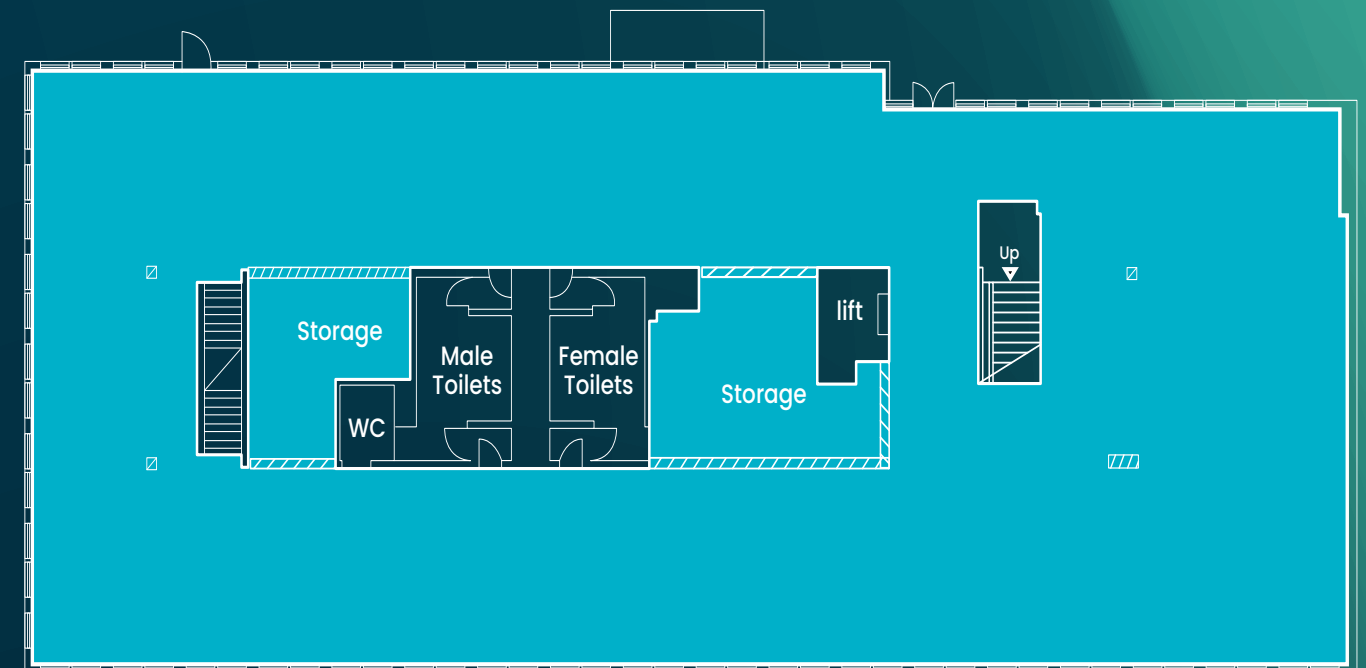 Up
lift
Storage
Male
Toilets
Female
Toilets
Storage
WC